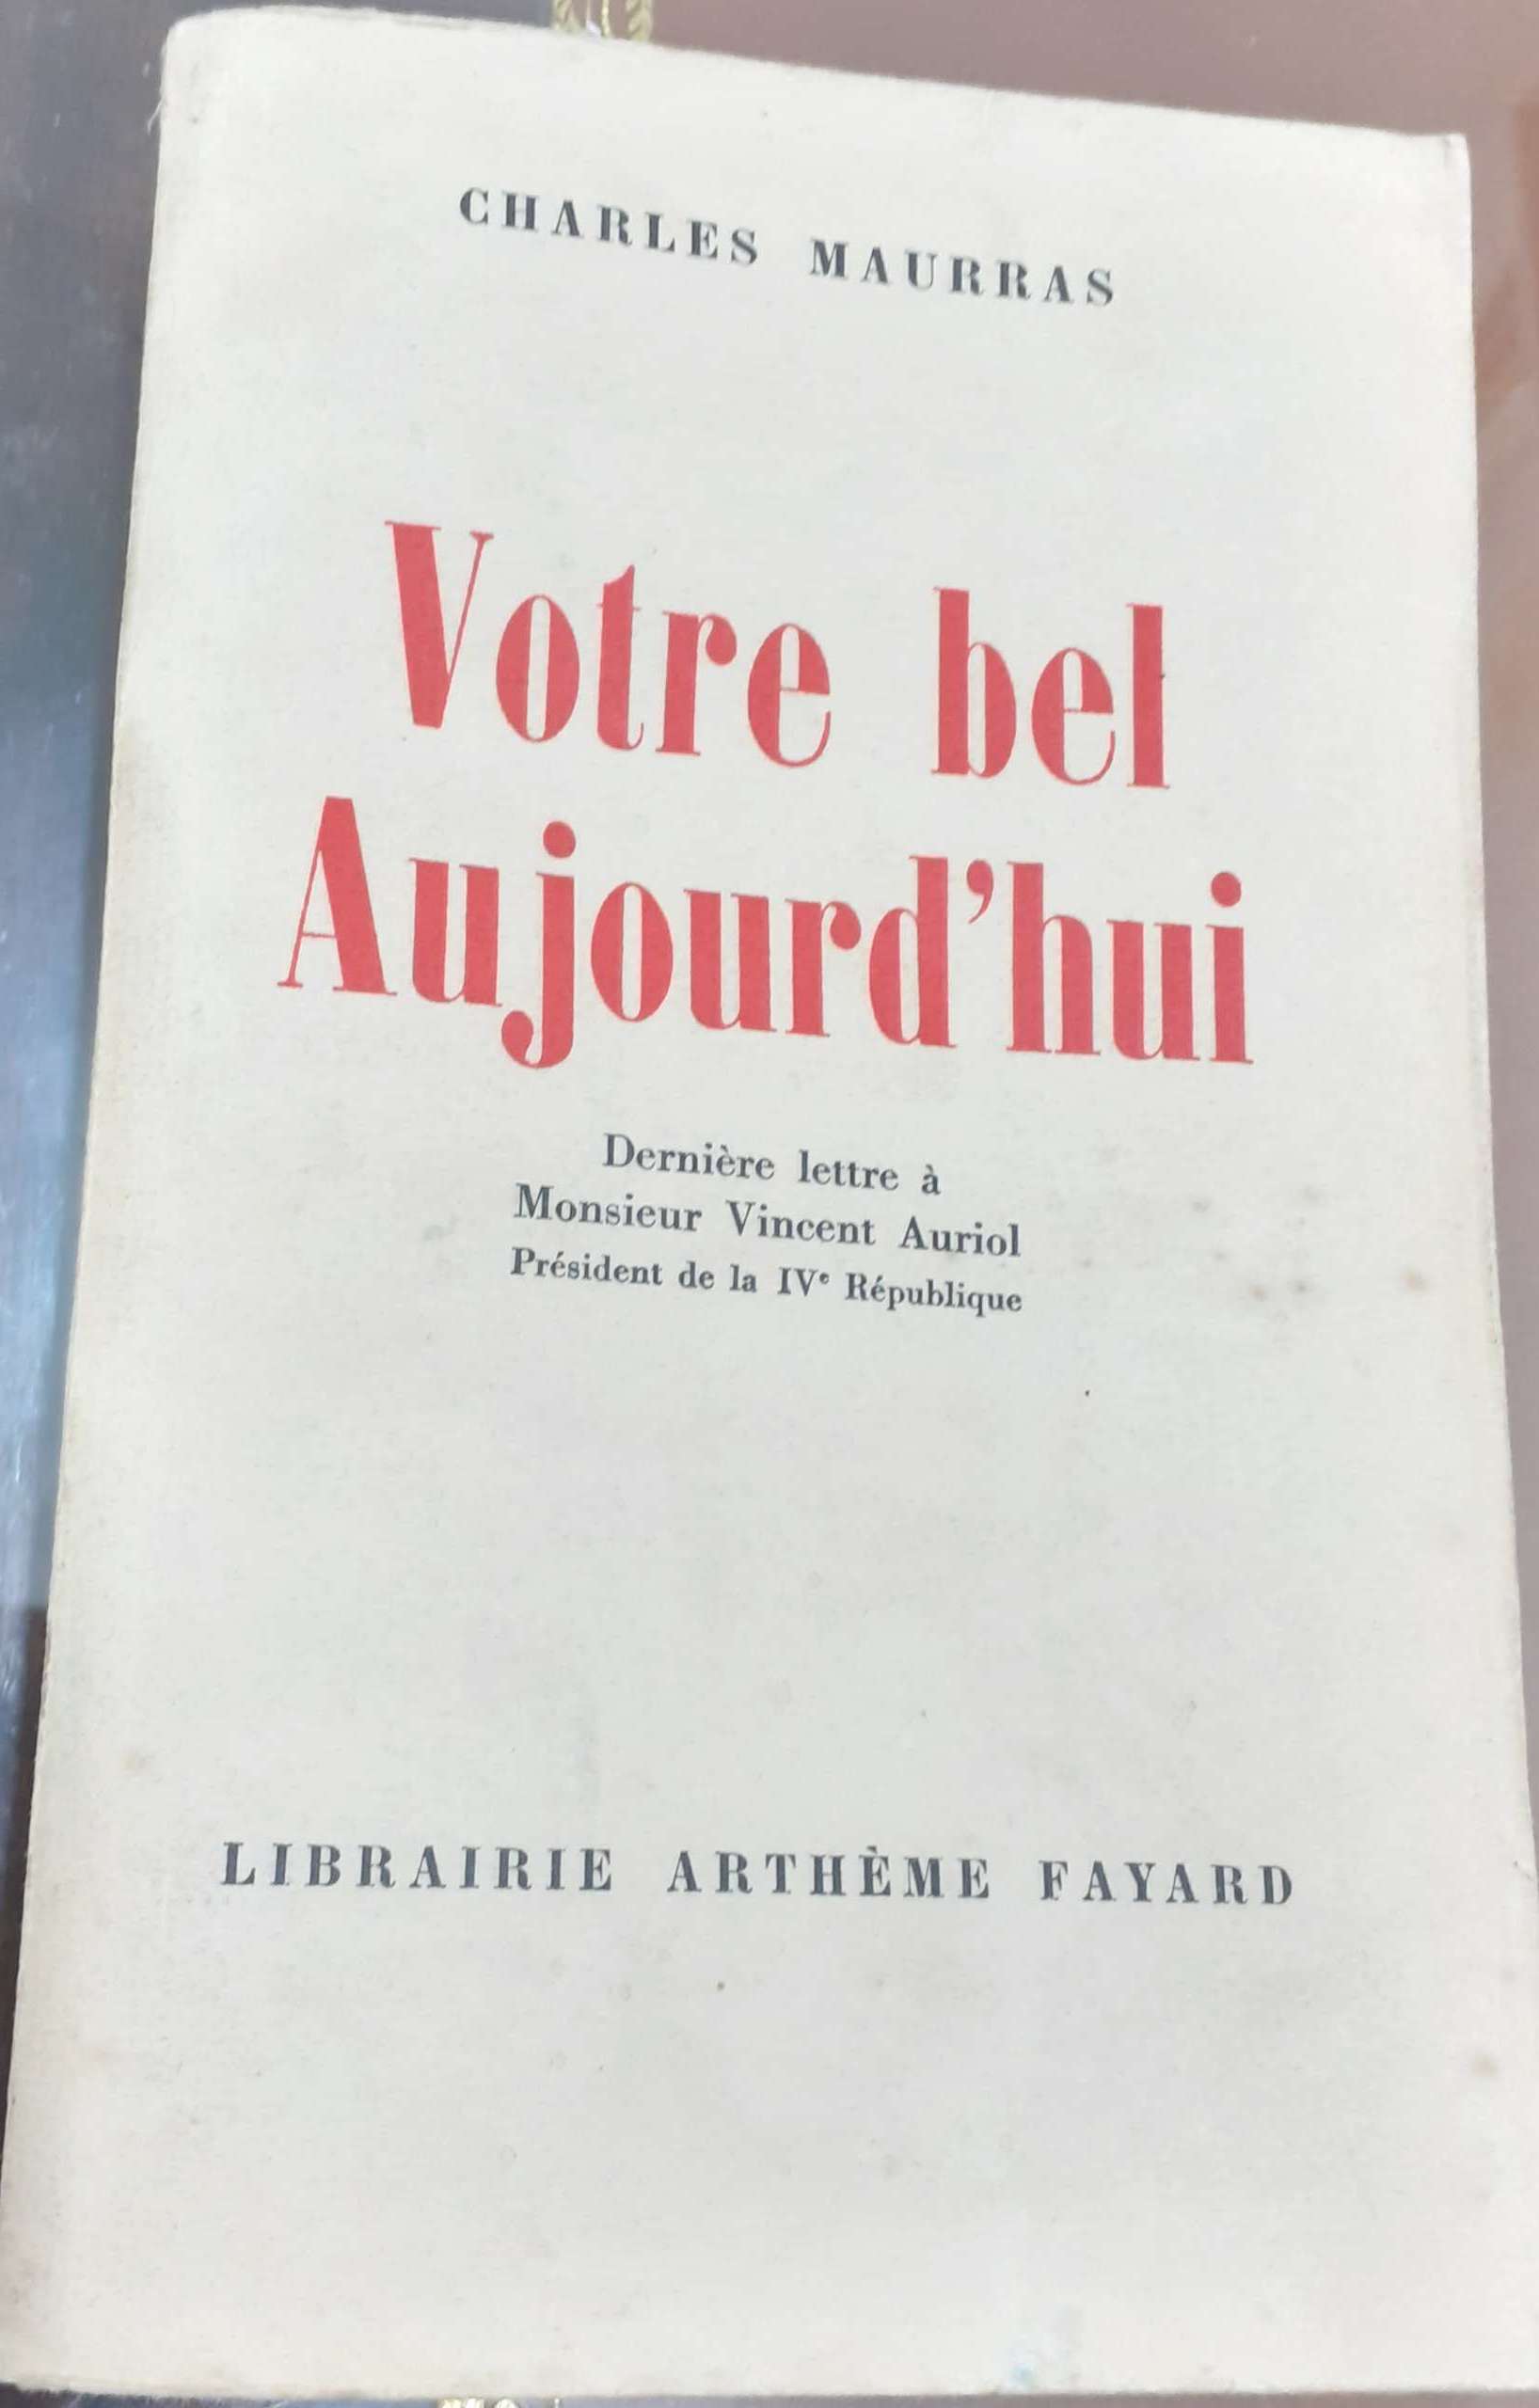 CHARLES MAURRAS
Votre bel
Aujourd'hui
Dernière lettre à
Monsieur Vincent Auriol
Président de la IVe République
LIBRAIRIE ARTHÈME FAYARD